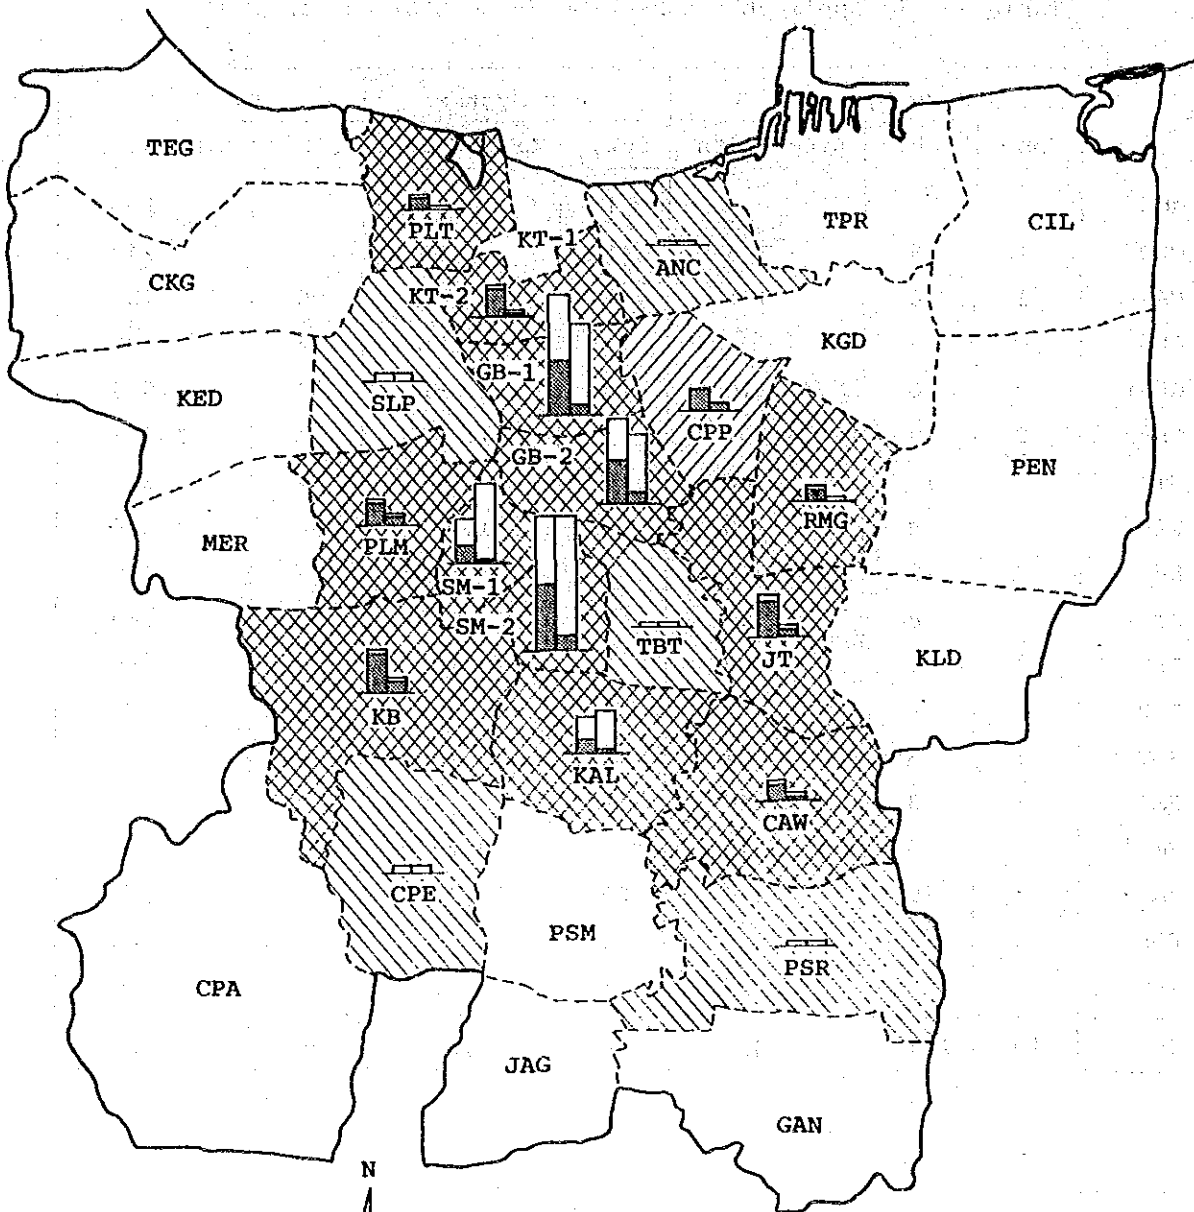 TEG
PLT
KT-1
TPR
CIL
ANC
CKG
KT-2
KGD
GB-1
KED
SLP
CPP
GB-2
PEN
RMG
MER
PLM
SM-1
SM-2
TBT
JT
KLD
KB
KAL
CAW
CPE
PSM
PSR
CPA
JAG
GAN
N